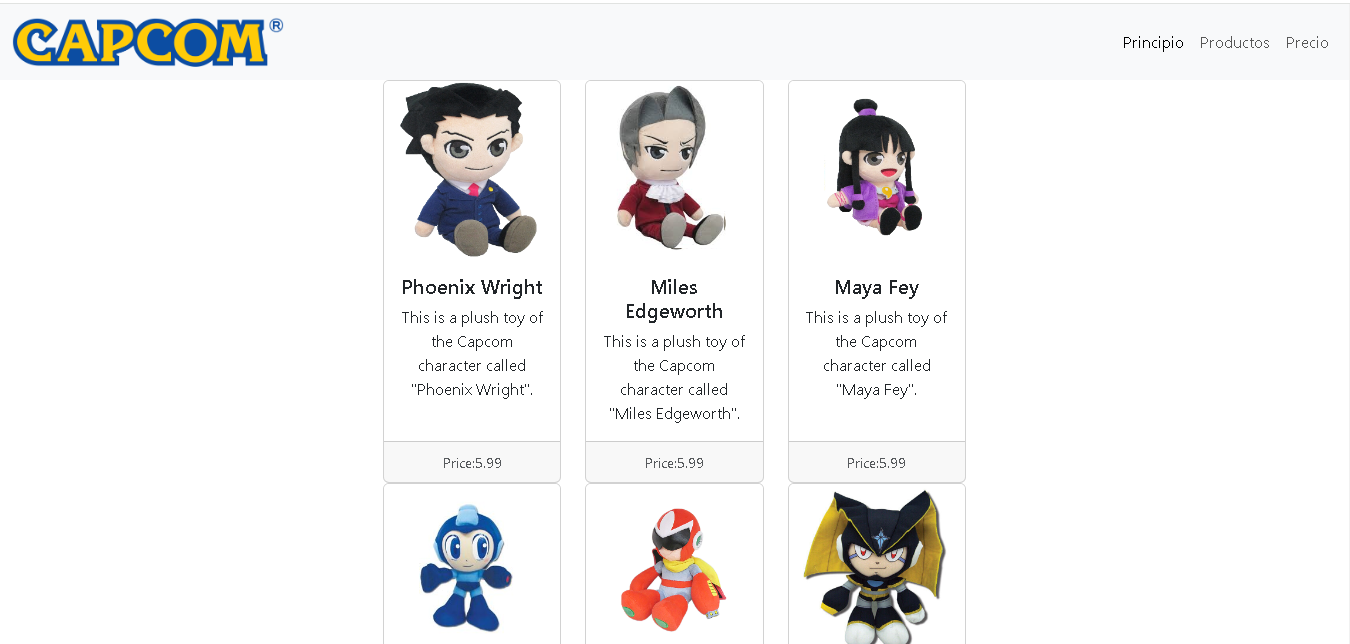 CAPCOM®
Principio Productos Precio
Phoenix Wright
This is a plush toy of
the Capcom
character called
"Phoenix Wright".
Price:5.99
Miles
Edgeworth
This is a plush toy of
the Capcom
character called
"Miles Edgeworth".
Price:5.99
Maya Fey
This is a plush toy of
the Capcom
character called
"Maya Fey".
Price:5.99